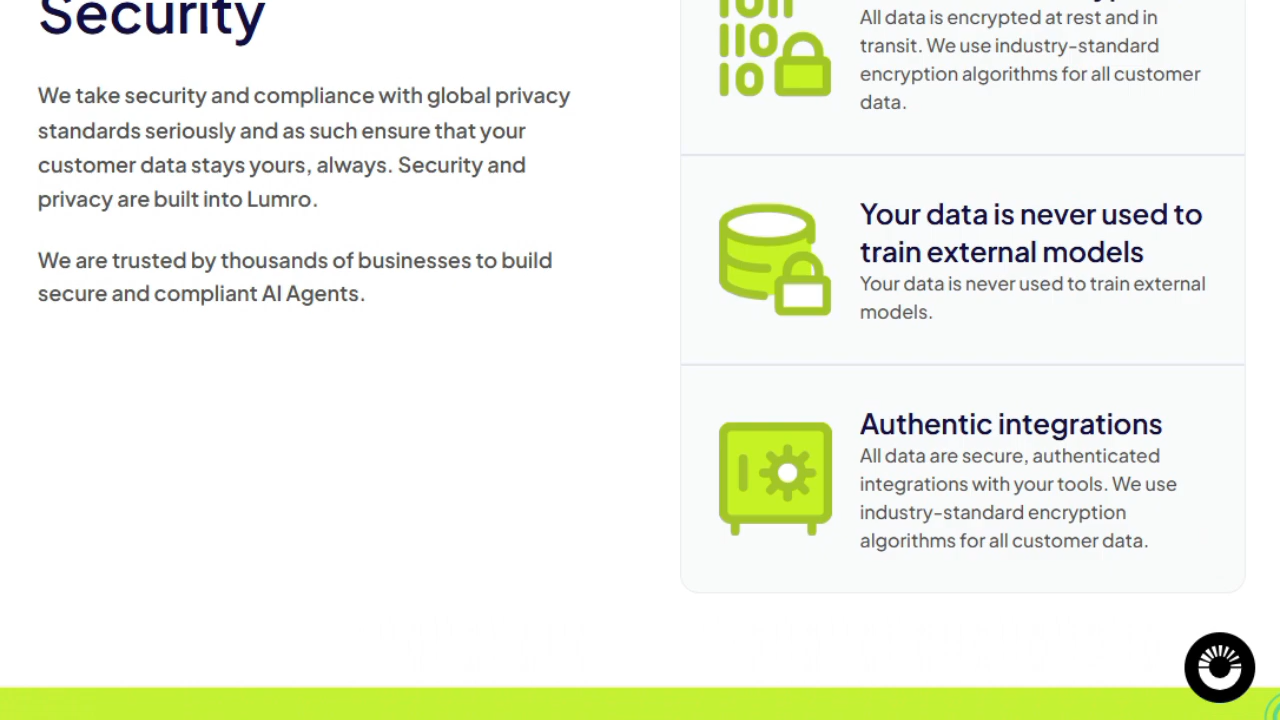 Security
We take security and compliance with global privacy
standards seriously and as such ensure that your
customer data stays yours, always. Security and
privacy are built into Lumro.
We are trusted by thousands of businesses to build
secure and compliant AI Agents.
All data is encrypted at rest and in
transit. We use industry-standard
encryption algorithms for all customer
data.
Your data is never used to
train external models
Your data is never used to train external
models.
Authentic integrations
All data are secure, authenticated
integrations with your tools. We use
industry-standard encryption
algorithms for all customer data.